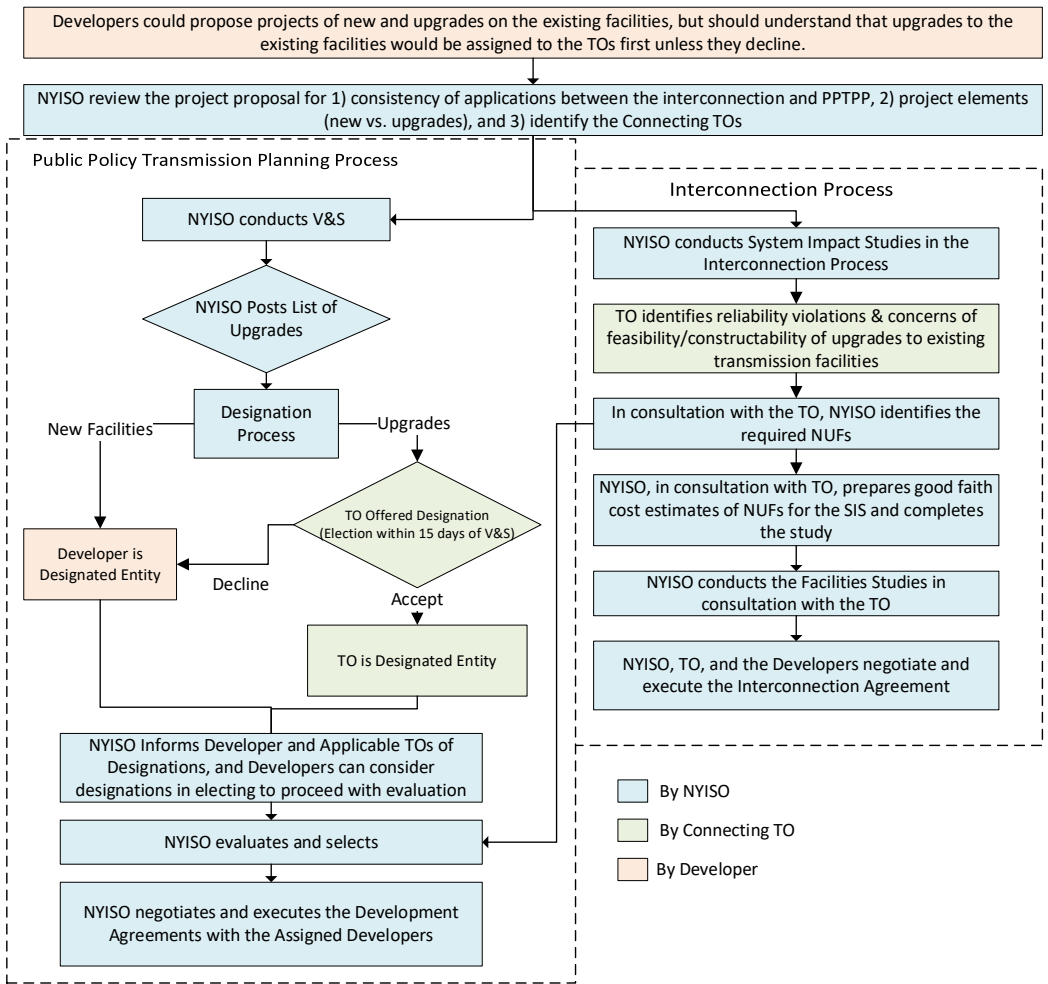 Developers could propose projects of new and upgrades on the existing facilities, but should understand that upgrades to the
existing facilities would be assigned to the TOs first unless they decline.
NYISO review the project proposal for 1) consistency of applications between the interconnection and PPTPP, 2) project elements
(new vs. upgrades), and 3) identify the Connecting TOs
Public Policy Transmission Planning Process
NYISO conducts V&S
NYISO Posts List of
Upgrades
Designation
Process
New Facilities
Upgrades
TO Offered Designation
(Election within 15 days of V&S)
Developer is
Designated Entity
Decline
Accept
TO is Designated Entity
NYISO Informs Developer and Applicable TOs of
Designations, and Developers can consider
designations in electing to proceed with evaluation
NYISO evaluates and selects
NYISO negotiates and executes the Development
Agreements with the Assigned Developers
Interconnection Process
NYISO conducts System Impact Studies in the
Interconnection Process
TO identifies reliability violations & concerns of
feasibility/constructability of upgrades to existing
transmission facilities
In consultation with the TO, NYISO identifies the
required NUFs
NYISO, in consultation with TO, prepares good faith
cost estimates of NUFs for the SIS and completes
the study
NYISO conducts the Facilities Studies in
consultation with the TO
NYISO, TO, and the Developers negotiate and
execute the Interconnection Agreement
By NYISO
By Connecting TO
By Developer